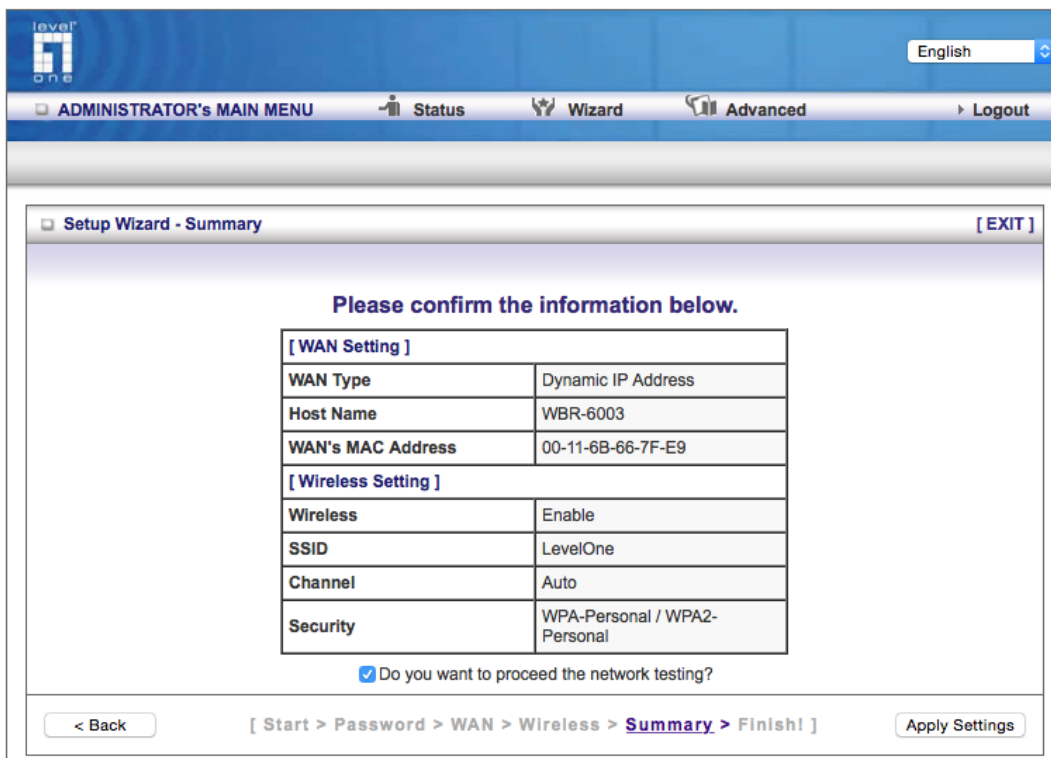 level
one
English
ADMINISTRATOR's MAIN MENU Status Wizard Advanced Logout
Setup Wizard - Summary [ EXIT ]
Please confirm the information below.
[ WAN Setting ]
WAN Type Dynamic IP Address
Host Name WBR-6003
WAN's MAC Address 00-11-6B-66-7F-E9
[ Wireless Setting ]
Wireless Enable
SSID LevelOne
Channel Auto
Security WPA-Personal / WPA2-
Personal
Do you want to proceed the network testing?
< Back [ Start > Password > WAN > Wireless > Summary > Finish! ] Apply Settings